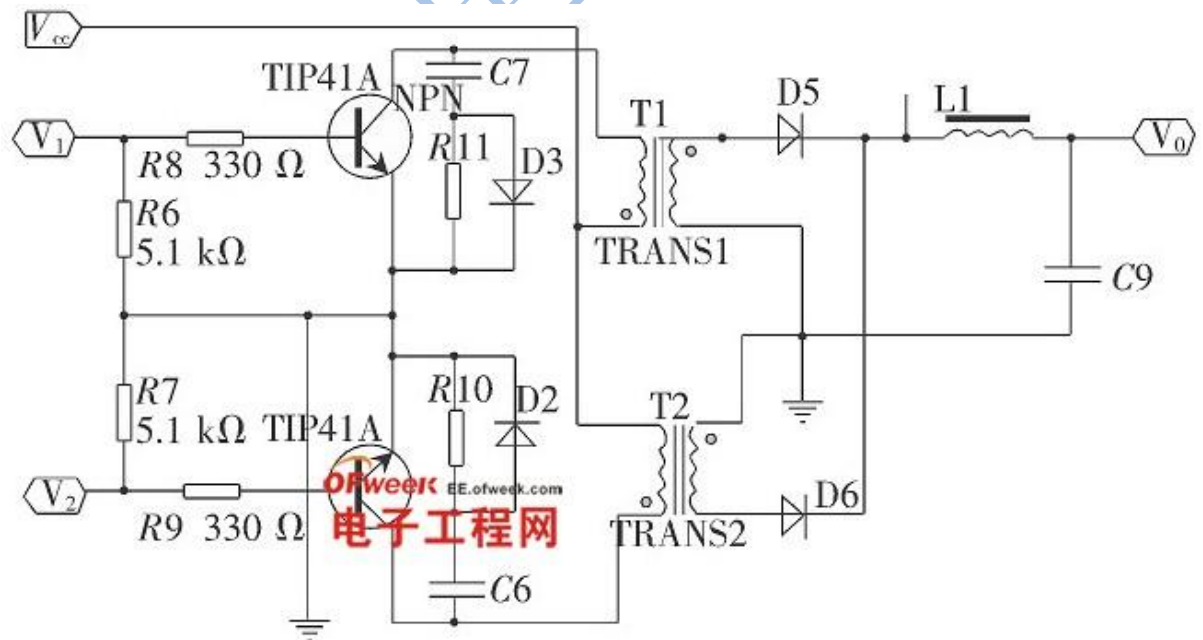 Vcc
TIP41A
NPN
C7
V1
R8 330 Ω
R11
D3
T1
D5
L1
V0
R6
5.1 kΩ
TRANS1
C9
R7
5.1 kΩ
TIP41A
R10
D2
T2
V2
R9 330 Ω
OFweek EE.ofweek.com
电子工程网
D6
TRANS2
C6